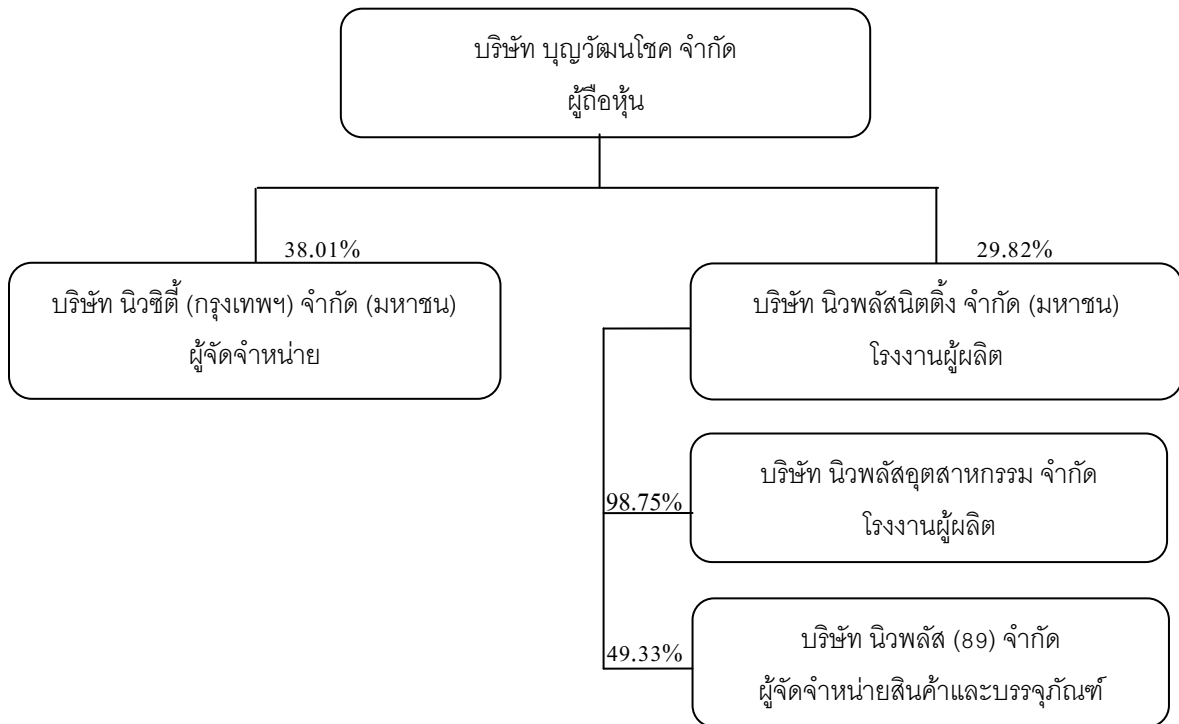 บริษัท บุญวัฒนโชค จำกัด
ผู้ถือหุ้น
38.01%
29.82%
บริษัท นิวซิตี้ (กรุงเทพฯ) จำกัด (มหาชน)
ผู้จัดจำหน่าย
บริษัท นิวพลัสนิตติ้ง จำกัด (มหาชน)
โรงงานผู้ผลิต
98.75%
บริษัท นิวพลัสอุตสาหกรรม จำกัด
โรงงานผู้ผลิต
49.33%
บริษัท นิวพลัส (89) จำกัด
ผู้จัดจำหน่ายสินค้าและบรรจุภัณฑ์